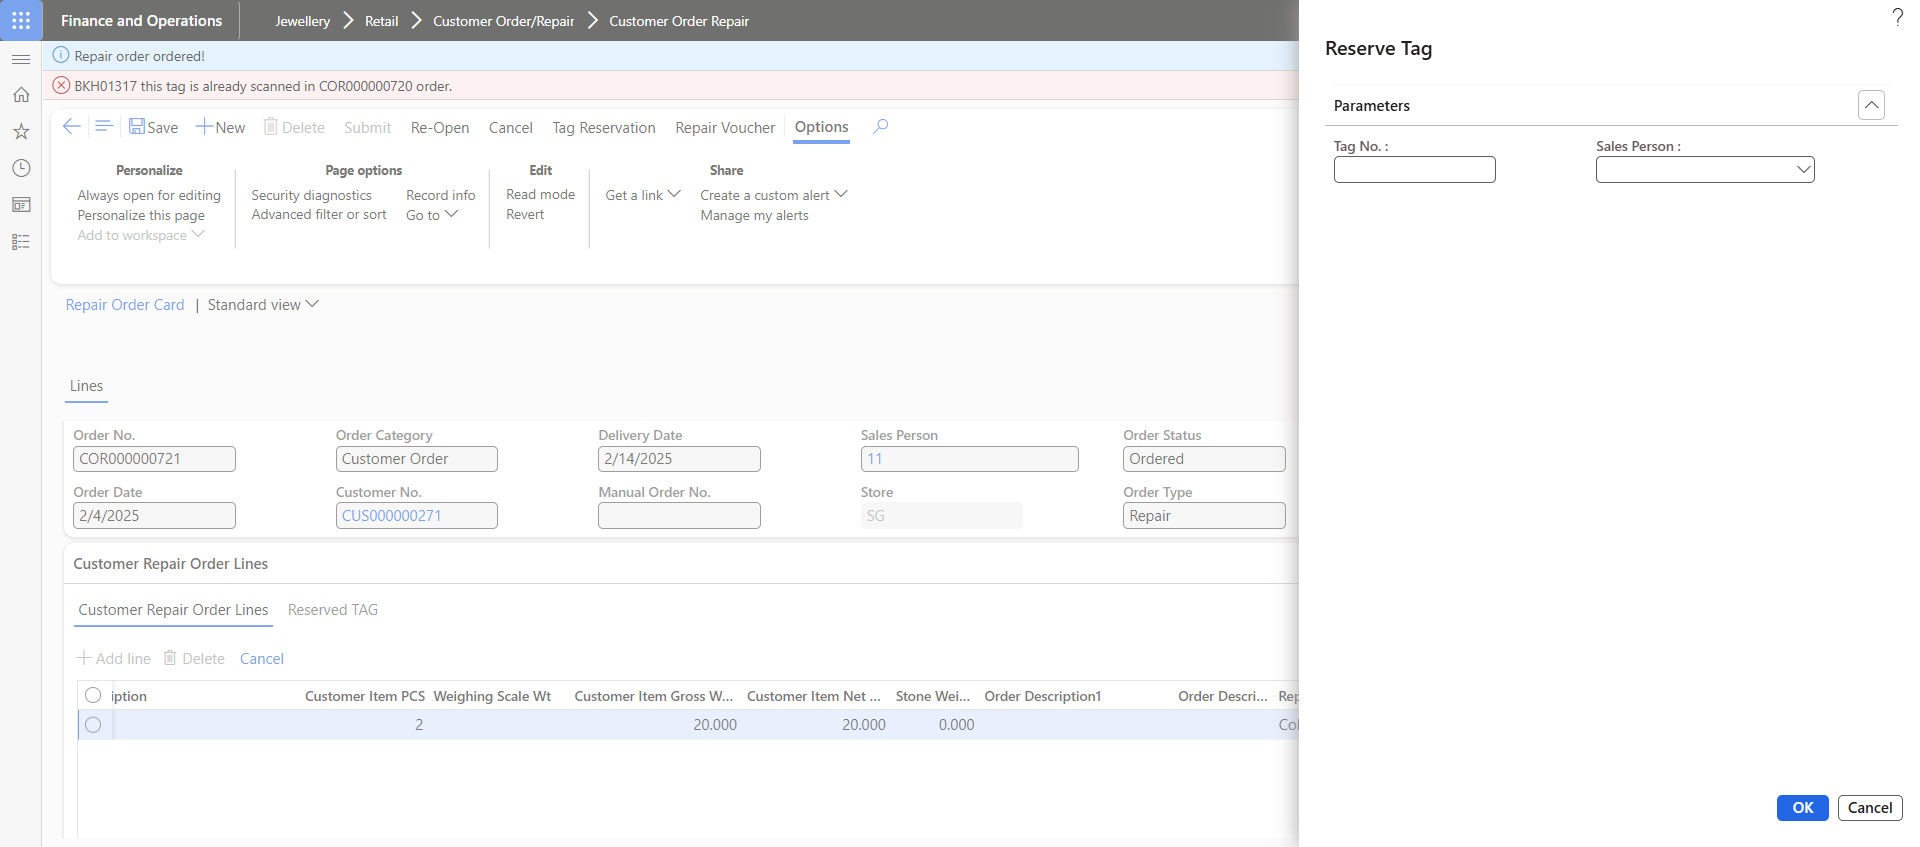 Finance and Operations
Jewellery Retail Customer Order/Repair Customer Order Repair
Repair order ordered!
BKH01317 this tag is already scanned in COR000000720 order.
Save New Delete Submit Re-Open Cancel Tag Reservation Repair Voucher Options
Personalize Page options Edit Share
Always open for editing Security diagnostics Record info Read mode Get a link Create a custom alert
Personalize this page Advanced filter or sort Go to Revert Manage my alerts
Add to workspace
Repair Order Card | Standard view
Lines
Order No. Order Category Delivery Date Sales Person Order Status
COR000000721 Customer Order 2/14/2025 11 Ordered
Order Date Customer No. Manual Order No. Store Order Type
2/4/2025 CUS000000271 SG Repair
Customer Repair Order Lines
Customer Repair Order Lines Reserved TAG
Add line Delete Cancel
iption Customer Item PCS Weighing Scale Wt Customer Item Gross W... Customer Item Net ... Stone Wei... Order Description1 Order Descri... Rep
2 20.000 20.000 0.000 Col
?
Reserve Tag
Parameters
Tag No. : Sales Person :
OK Cancel